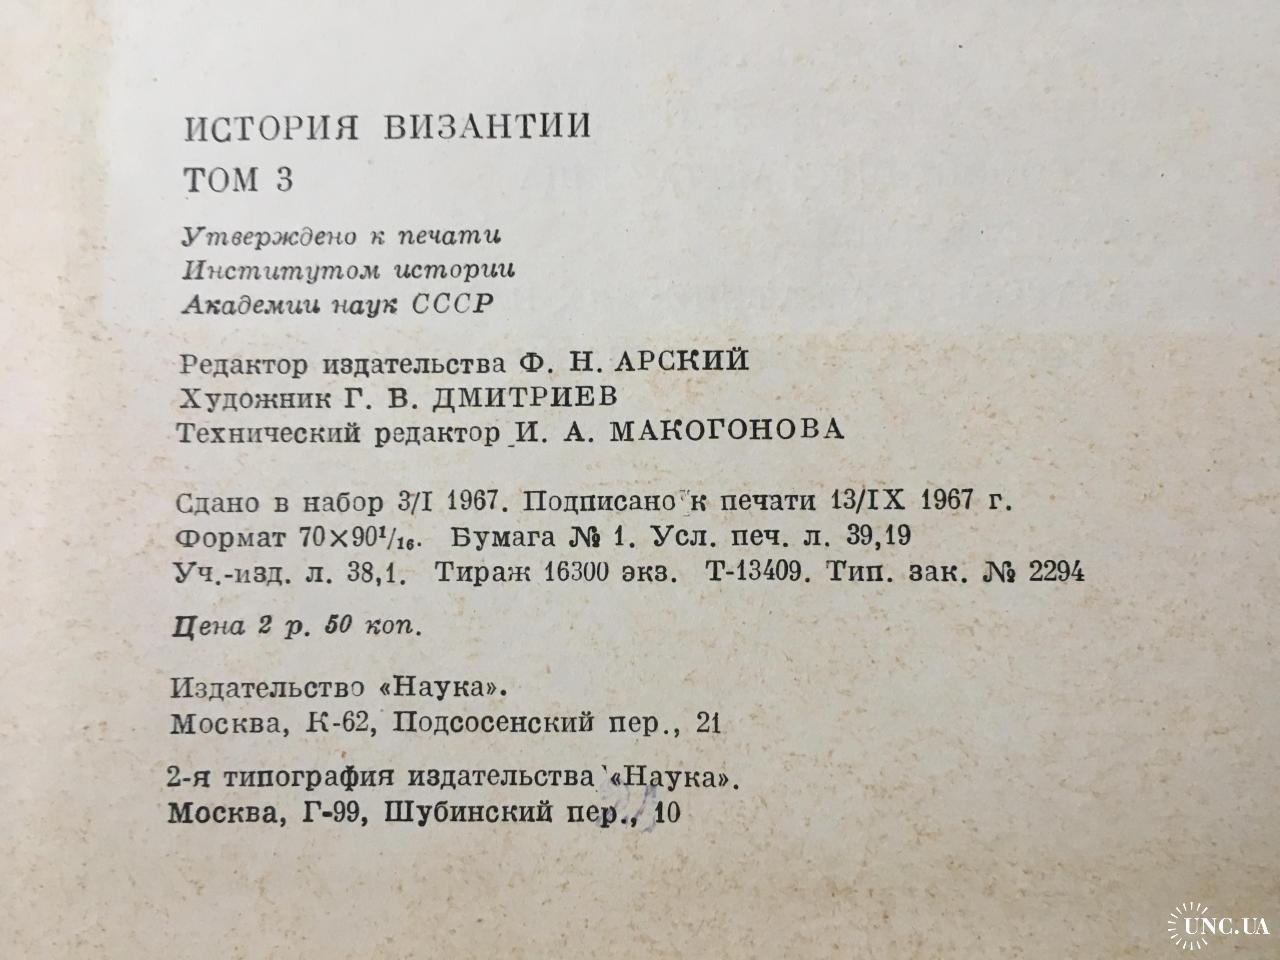 ИСТОРИЯ ВИЗАНТИИ
ТОМ 3
Утверждено к печати
Институтом истории
Академии наук СССР
Редактор издательства Ф. Н. АРСКИЙ
Художник Г. В. ДМИТРИЕВ
Технический редактор И. А. МАКОГОНОВА
Сдано в набор 3/I 1967. Подписано к печати 13/IX 1967 г.
Формат 70×90¹/₁₆. Бумага № 1. Усл. печ. л. 39,19
Уч.-изд. л. 38,1. Тираж 16300 экз. Т-13409. Тип. зак. № 2294
Цена 2 р. 50 коп.
Издательство «Наука».
Москва, К-62, Подсосенский пер., 21
2-я типография издательства «Наука».
Москва, Г-99, Шубинский пер., 10
UNC.UA